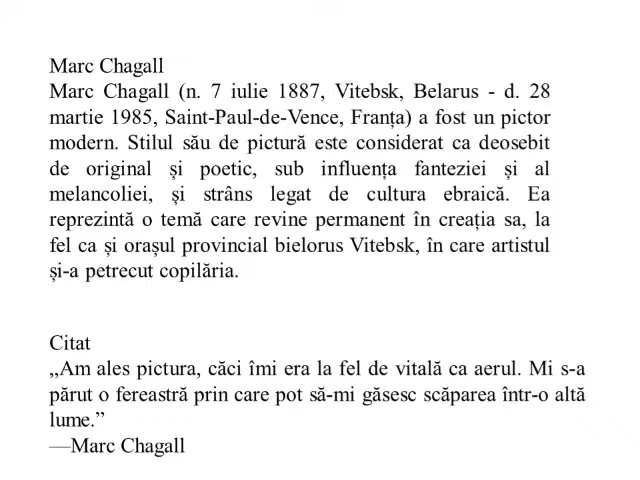 Marc Chagall
Marc Chagall (n. 7 iulie 1887, Vitebsk, Belarus - d. 28
martie 1985, Saint-Paul-de-Vence, Franța) a fost un pictor
modern. Stilul său de pictură este considerat ca deosebit
de original și poetic, sub influența fanteziei și al
melancoliei, și strâns legat de cultura ebraică. Ea
reprezintă o temă care revine permanent în creația sa, la
fel ca și orașul provincial bielorus Vitebsk, în care artistul
și-a petrecut copilăria.
Citat
„Am ales pictura, căci îmi era la fel de vitală ca aerul. Mi s-a
părut o fereastră prin care pot să-mi găsesc scăparea într-o altă
lume.”
—Marc Chagall